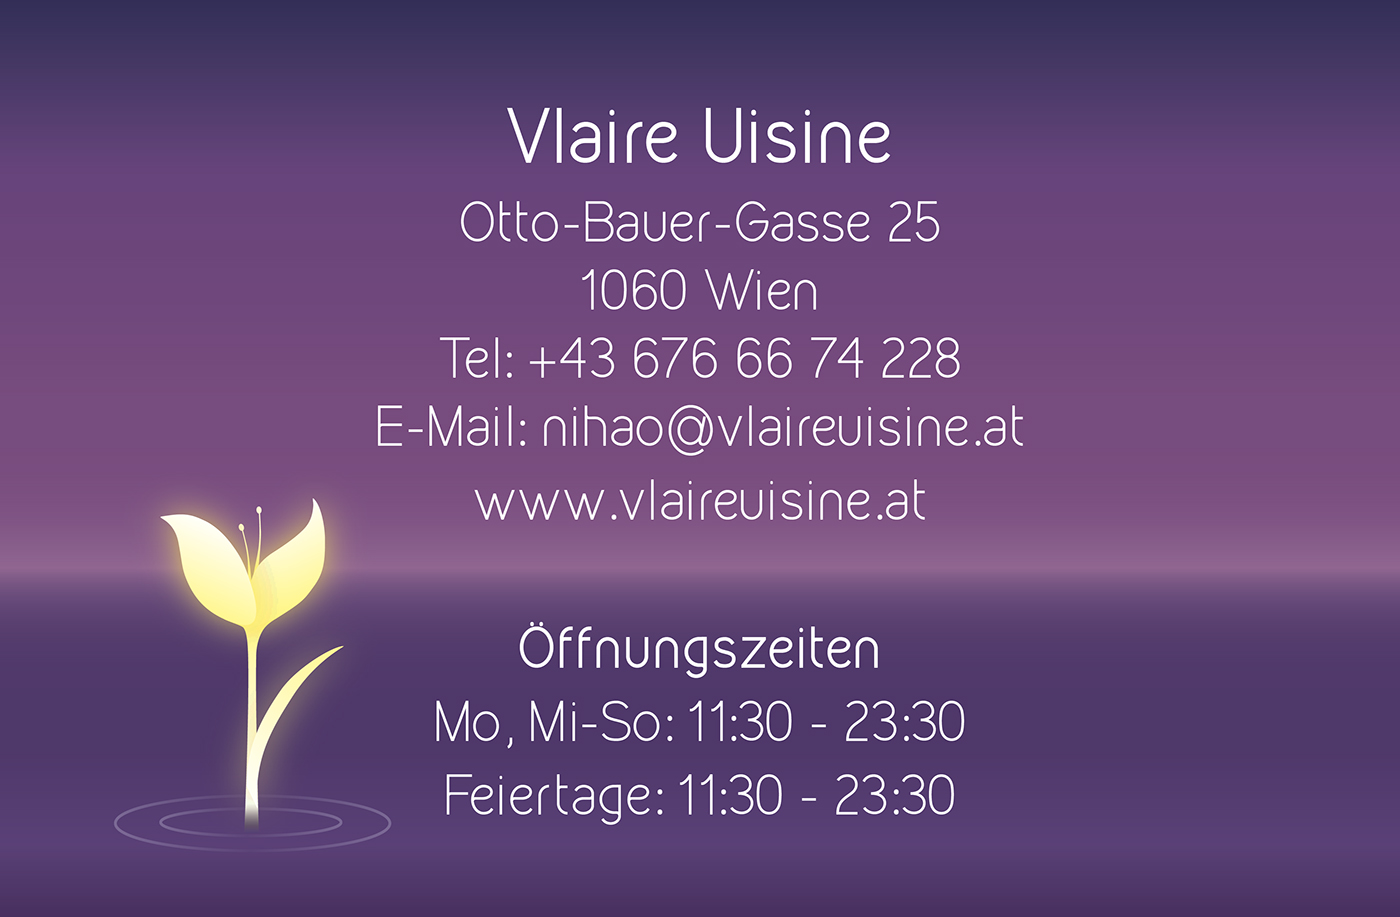 Vlaire Uisine
Otto-Bauer-Gasse 25
1060 Wien
Tel: +43 676 66 74 228
E-Mail: nihao@vlaireuisine.at
www.vlaireuisine.at
Öffnungszeiten
Mo, Mi-So: 11:30 - 23:30
Feiertage: 11:30 - 23:30